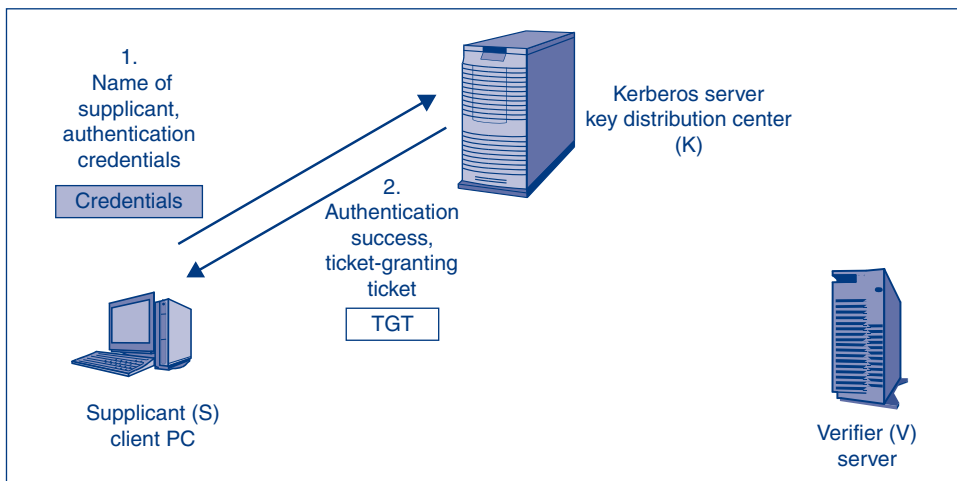 1.
Name of
supplicant,
authentication
credentials
Credentials
Kerberos server
key distribution center
(K)
2.
Authentication
success,
ticket-granting
ticket
TGT
Supplicant (S)
client PC
Verifier (V)
server